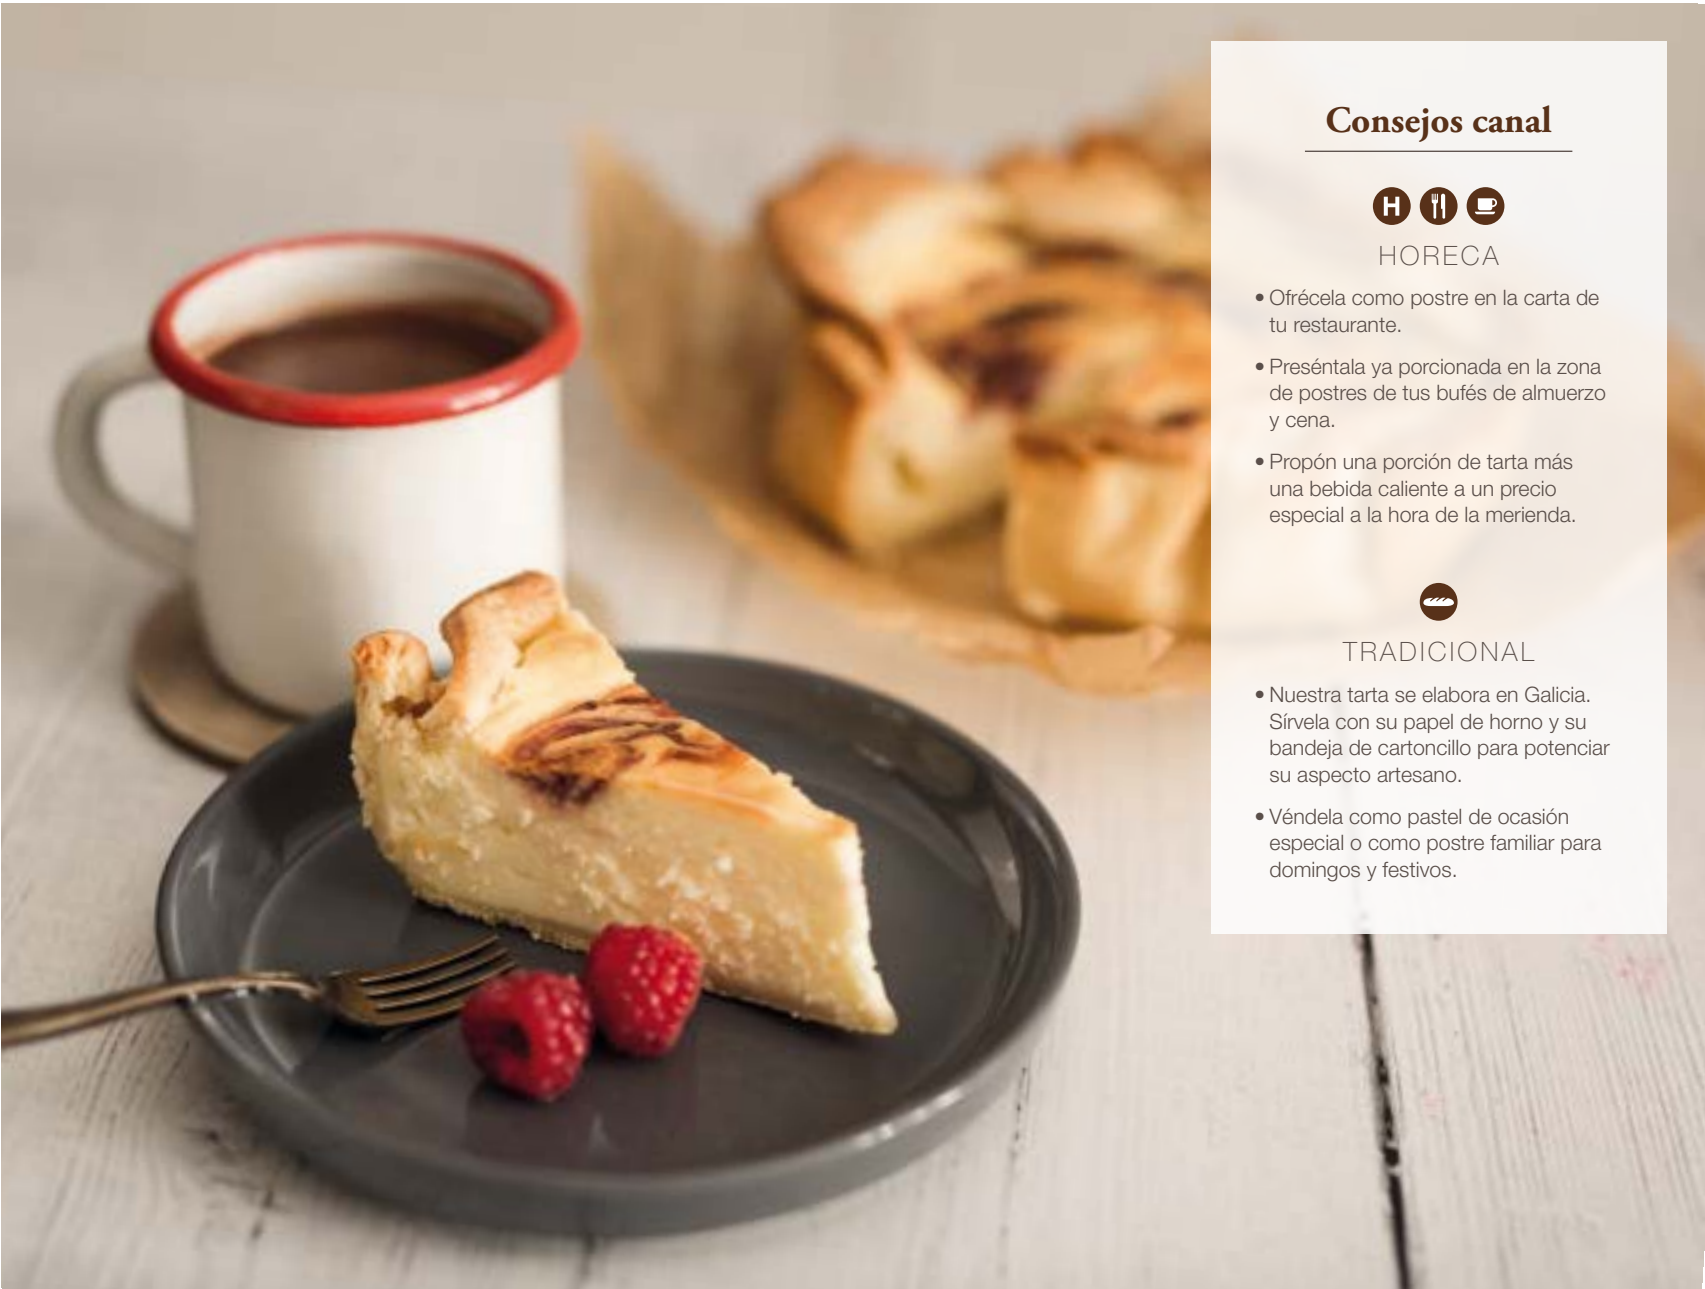 Consejos canal
H
HORECA
• Ofrécela como postre en la carta de
tu restaurante.
• Preséntala ya porcionada en la zona
de postres de tus bufés de almuerzo
y cena.
• Propón una porción de tarta más
una bebida caliente a un precio
especial a la hora de la merienda.
TRADICIONAL
• Nuestra tarta se elabora en Galicia.
Sírvela con su papel de horno y su
bandeja de cartoncillo para potenciar
su aspecto artesano.
• Véndela como pastel de ocasión
especial o como postre familiar para
domingos y festivos.